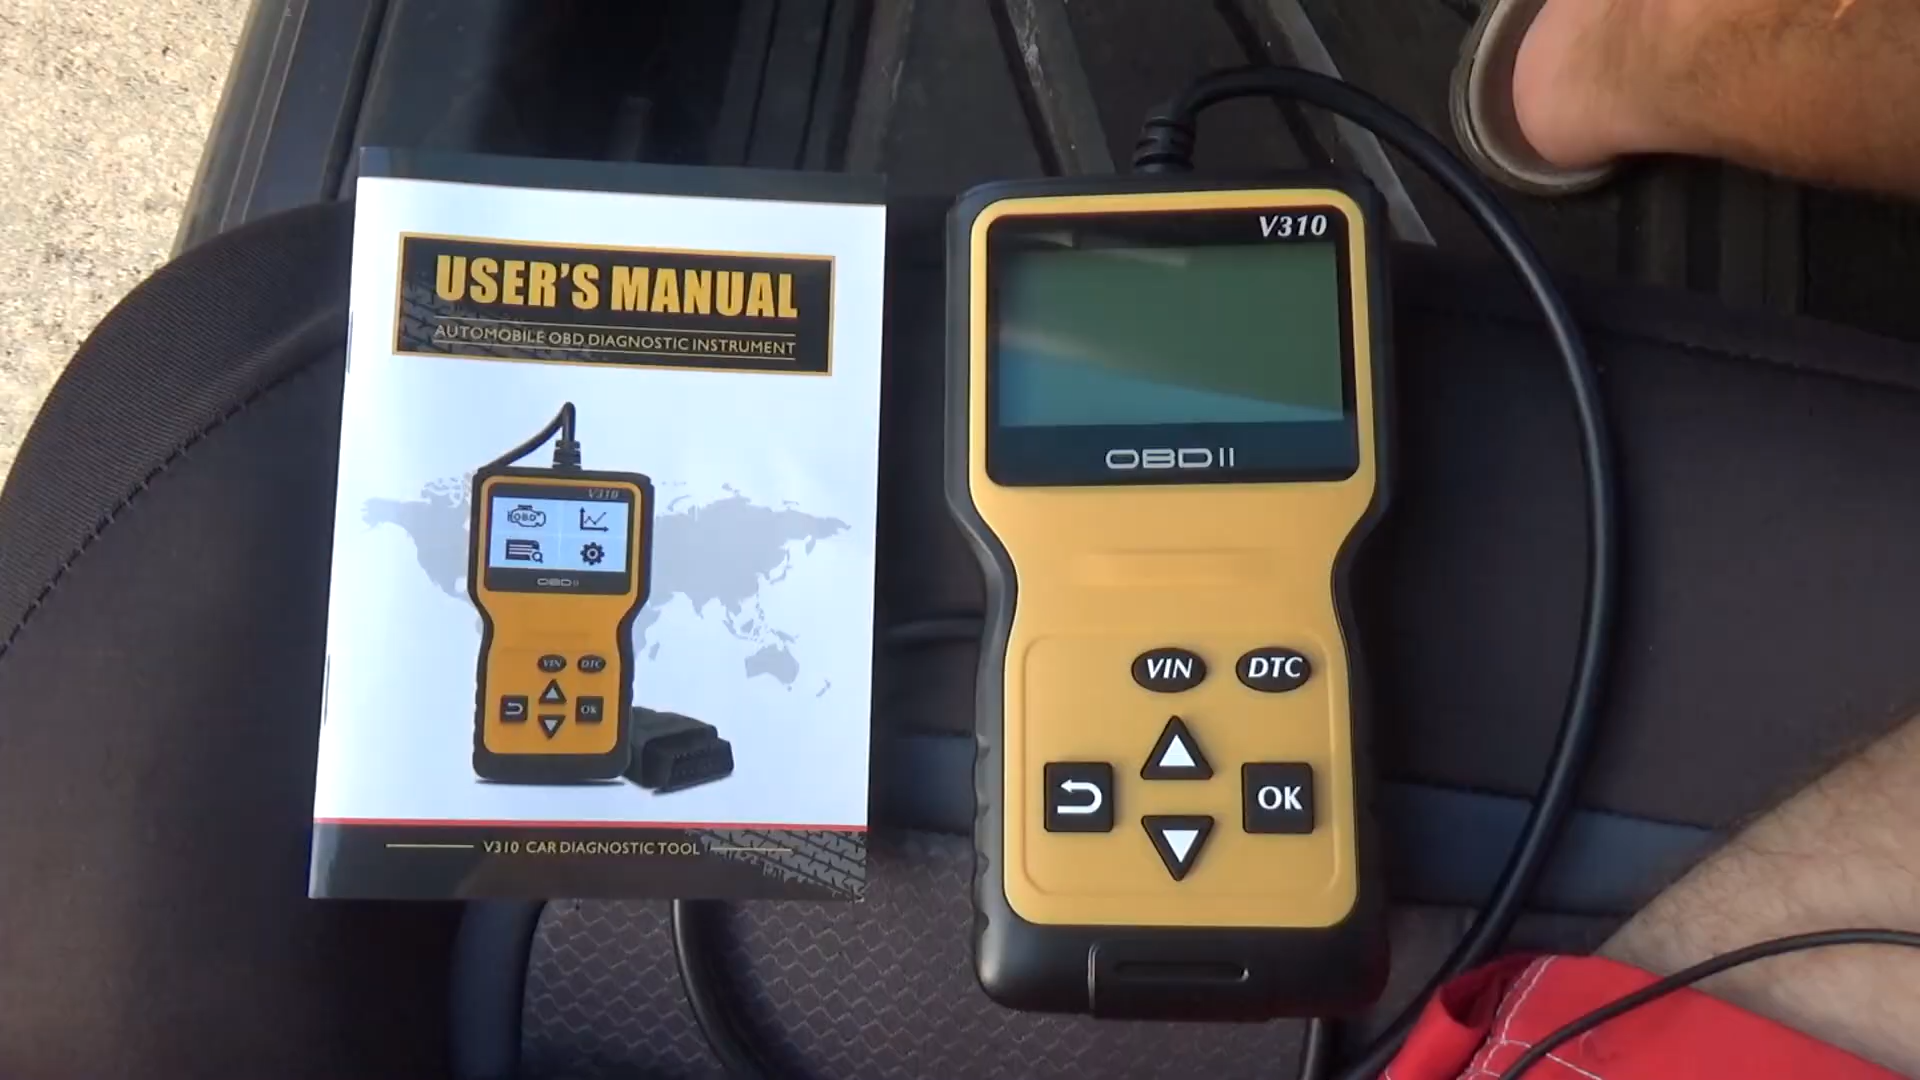 USER'S MANUAL
AUTOMOBILE OBD DIAGNOSTIC INSTRUMENT
V310
OBD
OBDII
VIN DTC
OK
V310 CAR DIAGNOSTIC TOOL
V310
OBDII
VIN DTC
OK